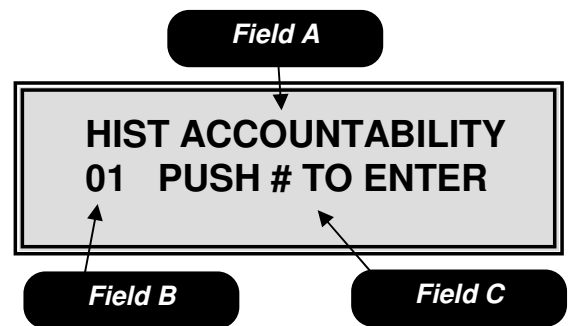 Field A
HIST ACCOUNTABILITY
01 PUSH # TO ENTER
Field B
Field C